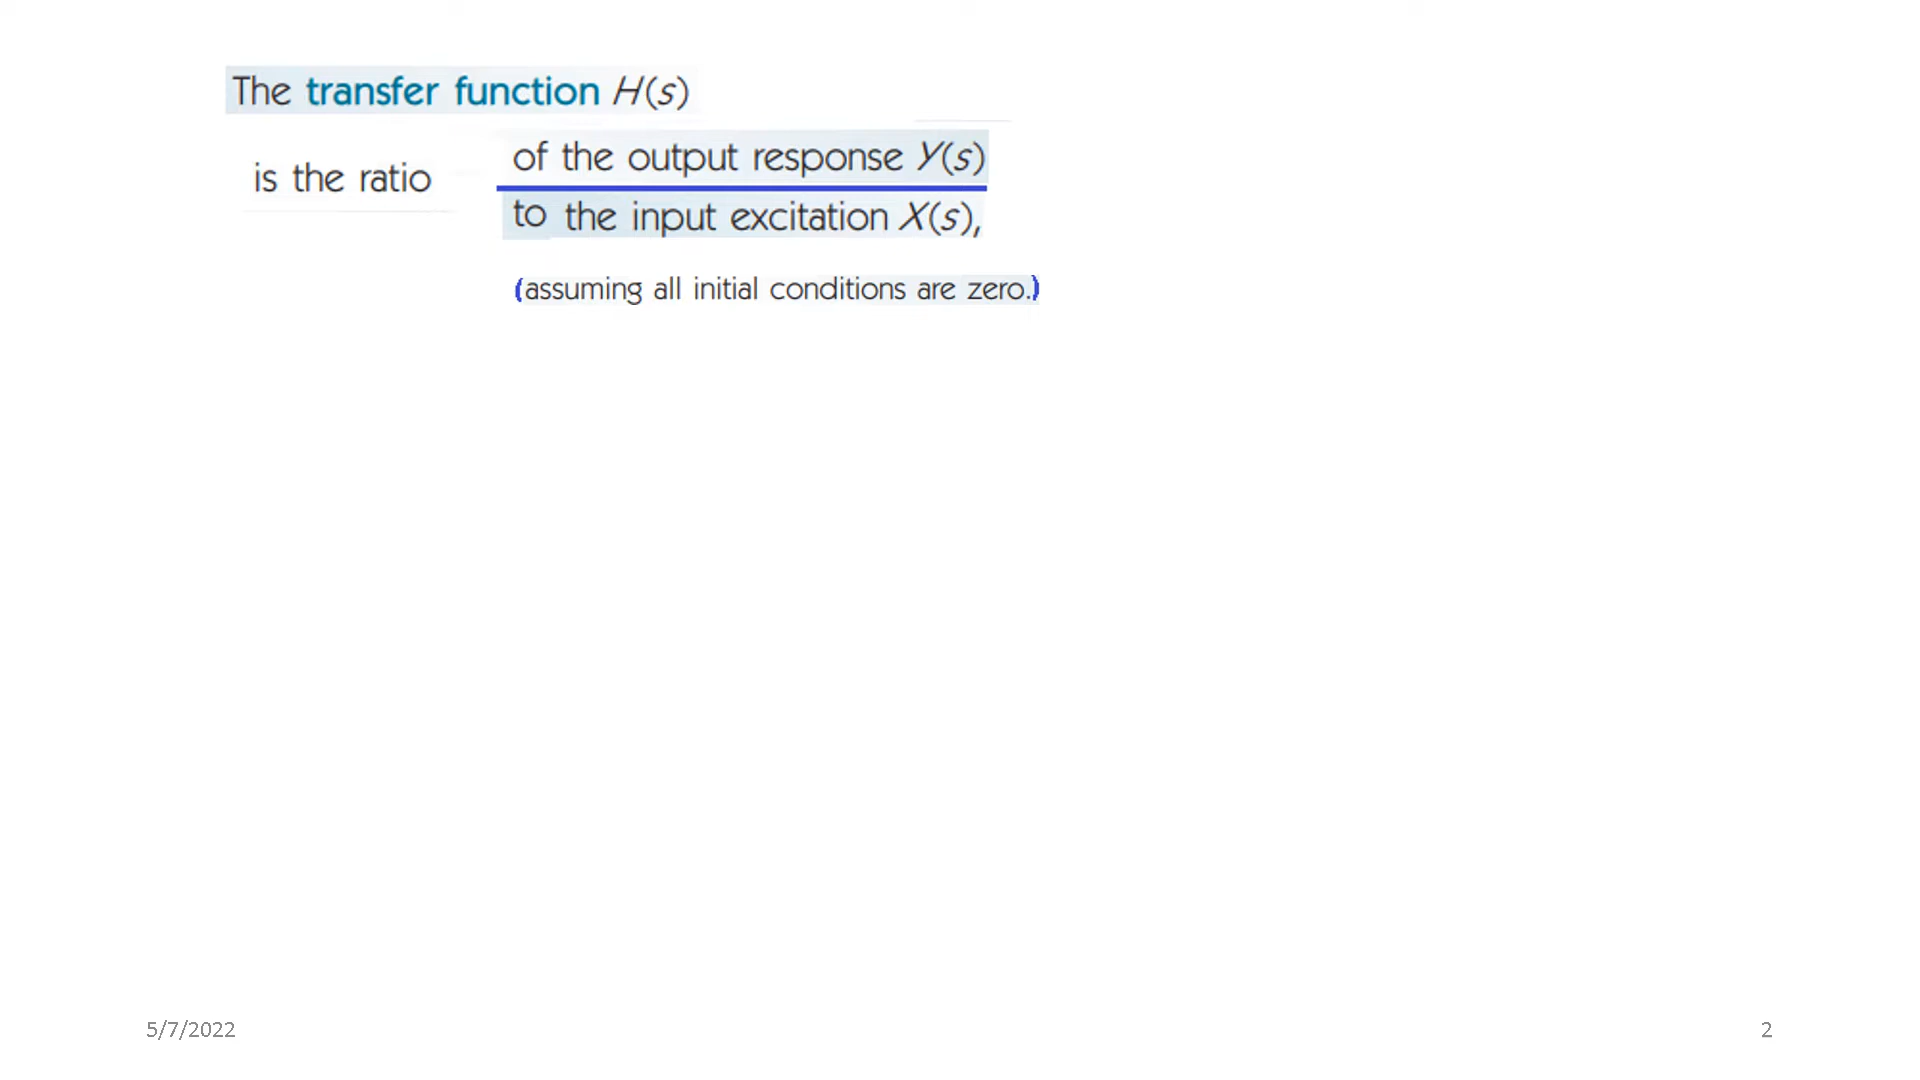 The transfer function H(s)
is the ratio
of the output response Y(s)
to the input excitation X(s),
(assuming all initial conditions are zero.)
5/7/2022
2